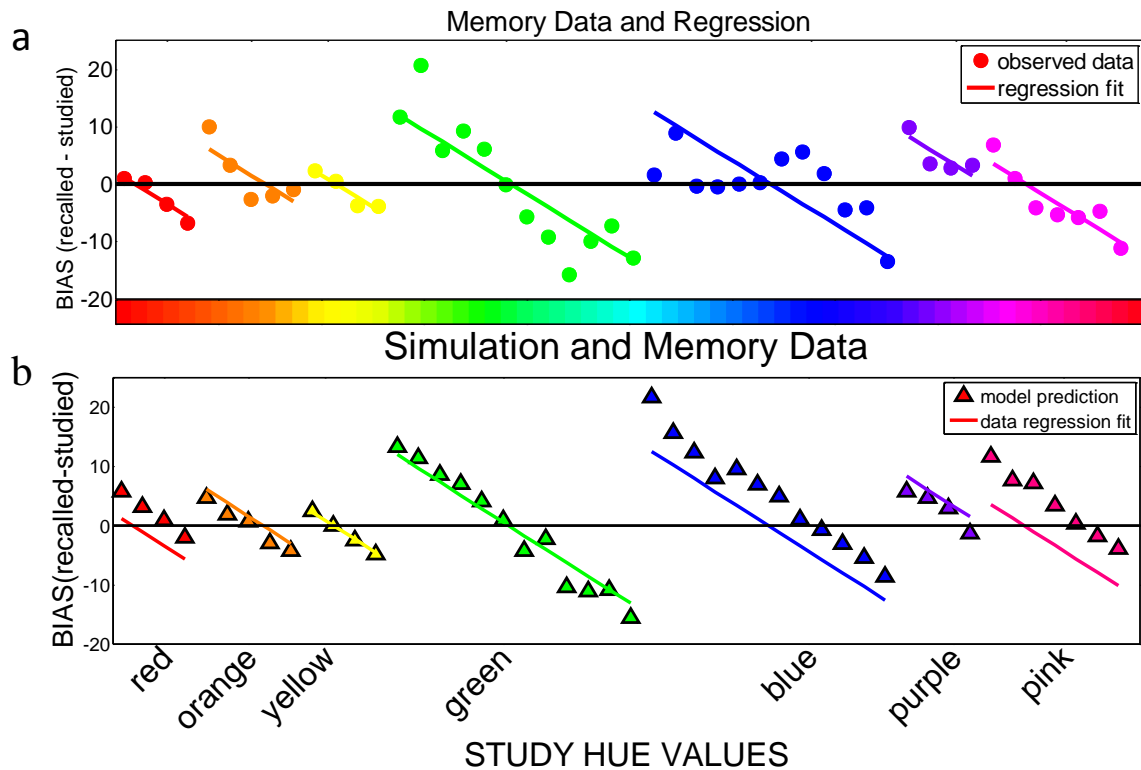 a
Memory Data and Regression
BIAS (recalled - studied)
20
10
0
-10
-20
observed data
regression fit
b
Simulation and Memory Data
BIAS(recalled-studied)
20
10
0
-10
-20
model prediction
data regression fit
red
orange
yellow
green
blue
purple
pink
STUDY HUE VALUES